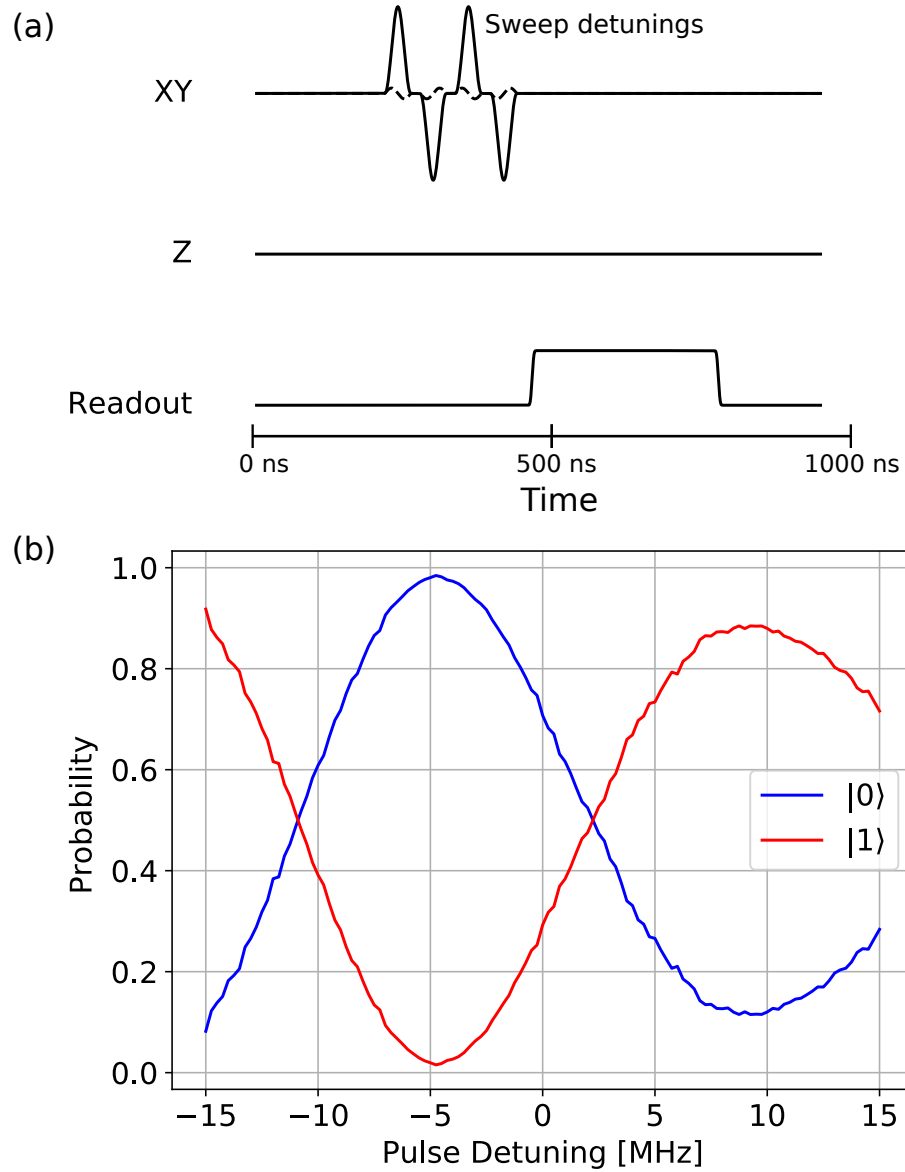 (a)
Sweep detunings
XY
Z
Readout
0 ns
500 ns
1000 ns
Time
(b)
1.0
0.8
0.6
0.4
0.2
0.0
Probability
|0⟩
|1⟩
−15
−10
−5
0
5
10
15
Pulse Detuning [MHz]